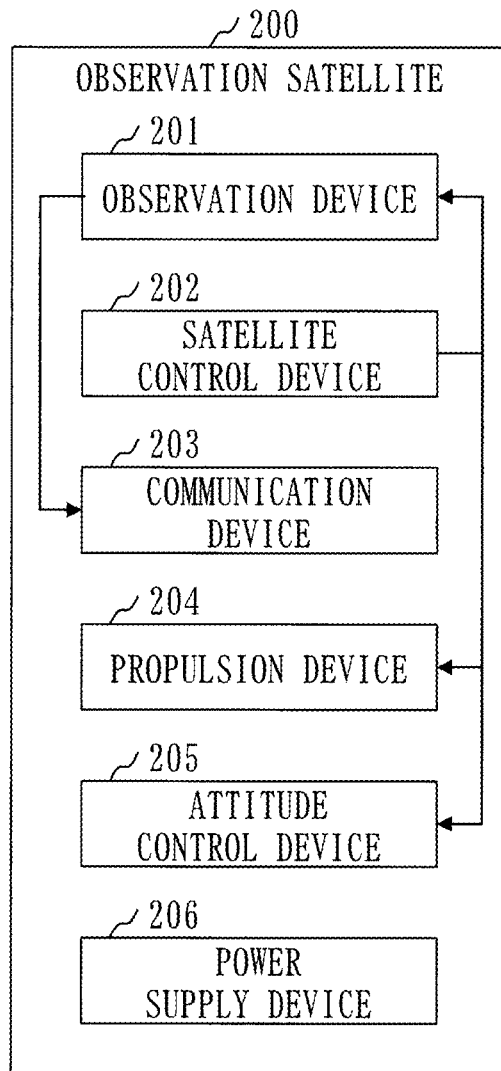 200
OBSERVATION SATELLITE
201
OBSERVATION DEVICE
202
SATELLITE
CONTROL DEVICE
203
COMMUNICATION
DEVICE
204
PROPULSION DEVICE
205
ATTITUDE
CONTROL DEVICE
206
POWER
SUPPLY DEVICE